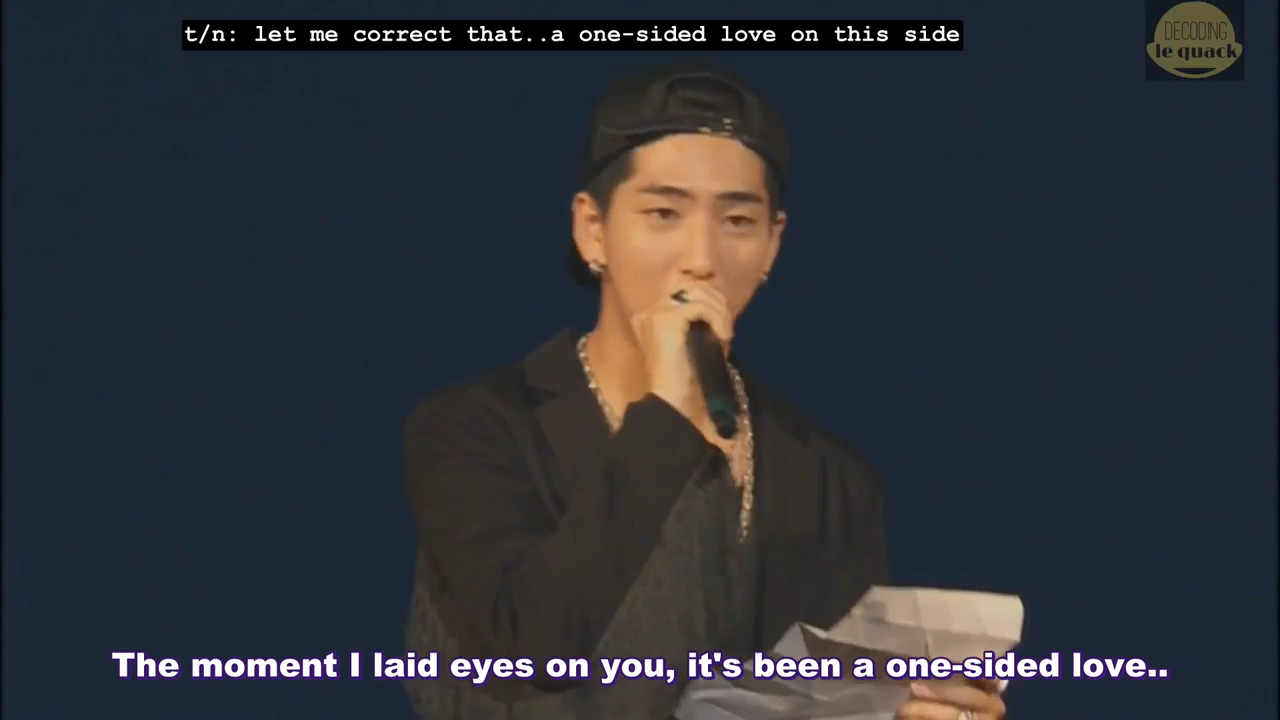 t/n: let me correct that..a one-sided love on this side
DECODING
le quack
The moment I laid eyes on you, it's been a one-sided love..